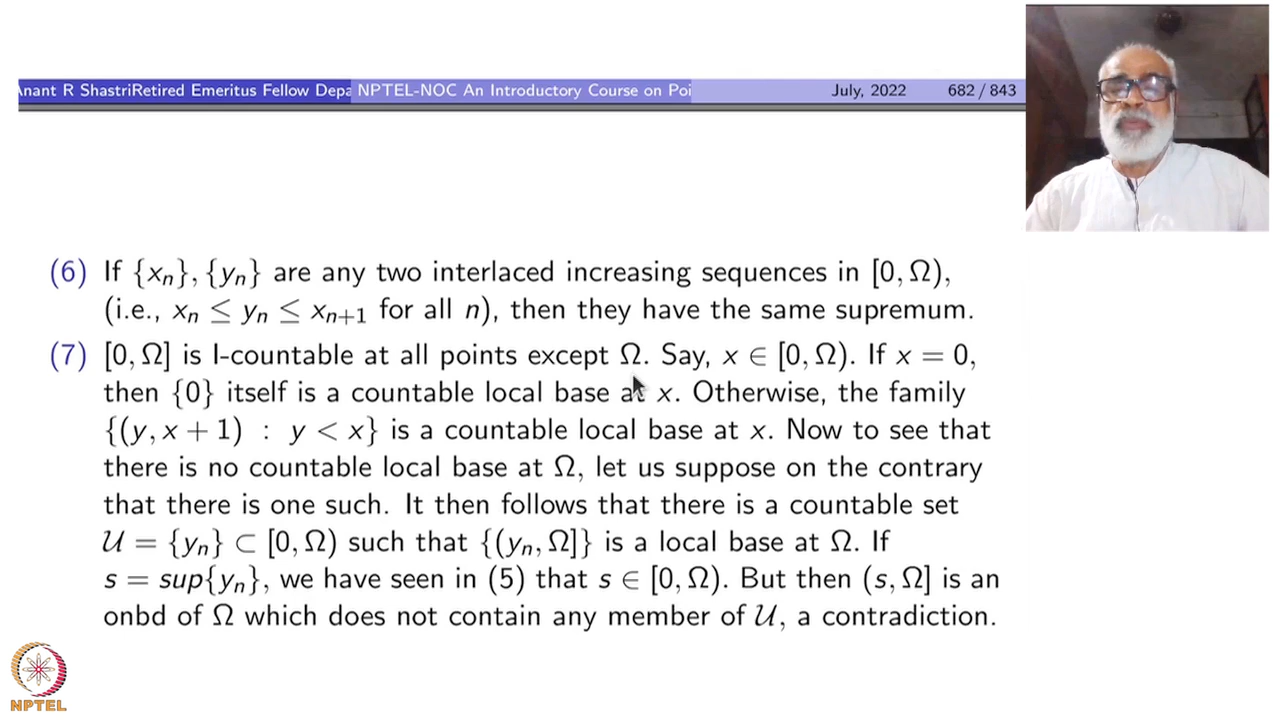 Anant R ShastriRetired Emeritus Fellow Depa NPTEL-NOC An Introductory Course on Poi July, 2022 682 / 843
(6) If {xₙ}, {yₙ} are any two interlaced increasing sequences in [0, Ω),
(i.e., xₙ ≤ yₙ ≤ xₙ₊₁ for all n), then they have the same supremum.
(7) [0, Ω] is I-countable at all points except Ω. Say, x ∈ [0, Ω). If x = 0,
then {0} itself is a countable local base at x. Otherwise, the family
{(y, x + 1) : y < x} is a countable local base at x. Now to see that
there is no countable local base at Ω, let us suppose on the contrary
that there is one such. It then follows that there is a countable set
𝒰 = {yₙ} ⊂ [0, Ω) such that {(yₙ, Ω]} is a local base at Ω. If
s = sup{yₙ}, we have seen in (5) that s ∈ [0, Ω). But then (s, Ω] is an
onbd of Ω which does not contain any member of 𝒰, a contradiction.
NPTEL